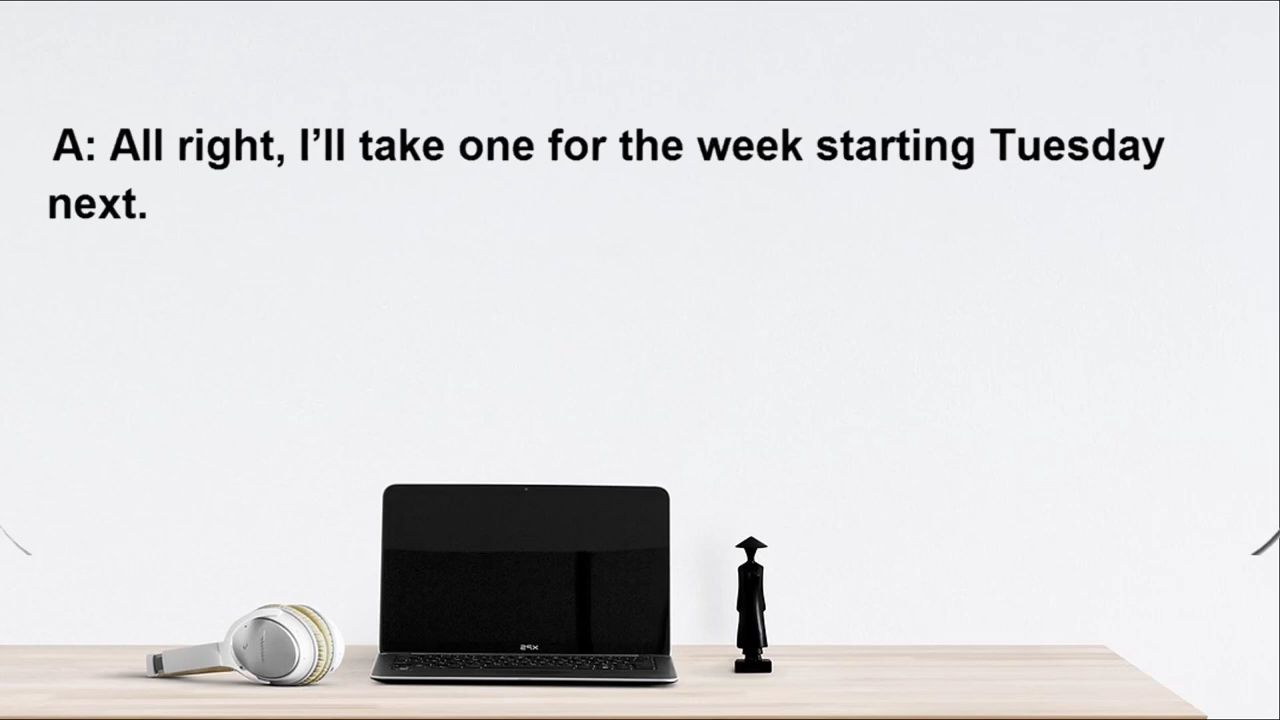 A: All right, I’ll take one for the week starting Tuesday
next.